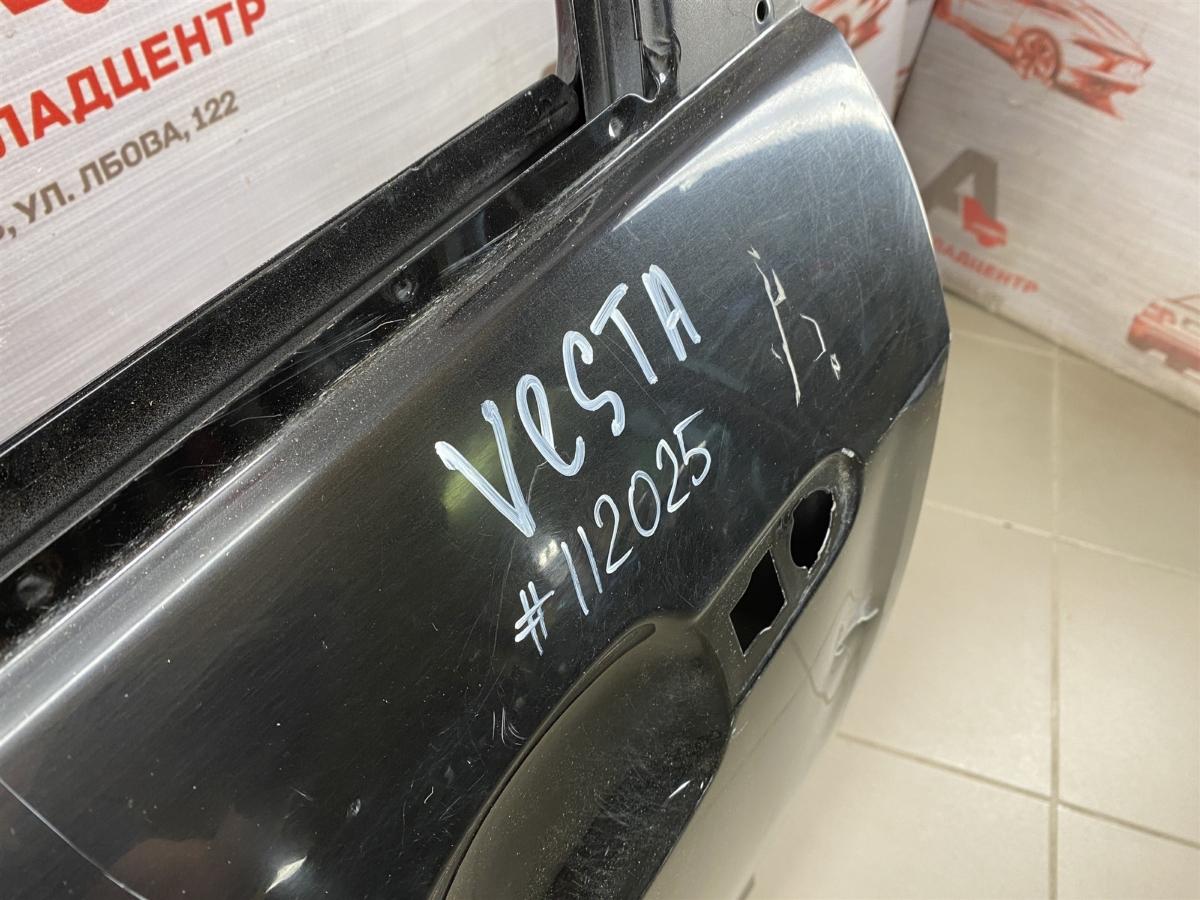 ЛАДЦЕНТР
УЛ. ЛБОВА, 122
VESTA
#112025
ЛАДЦЕНТР